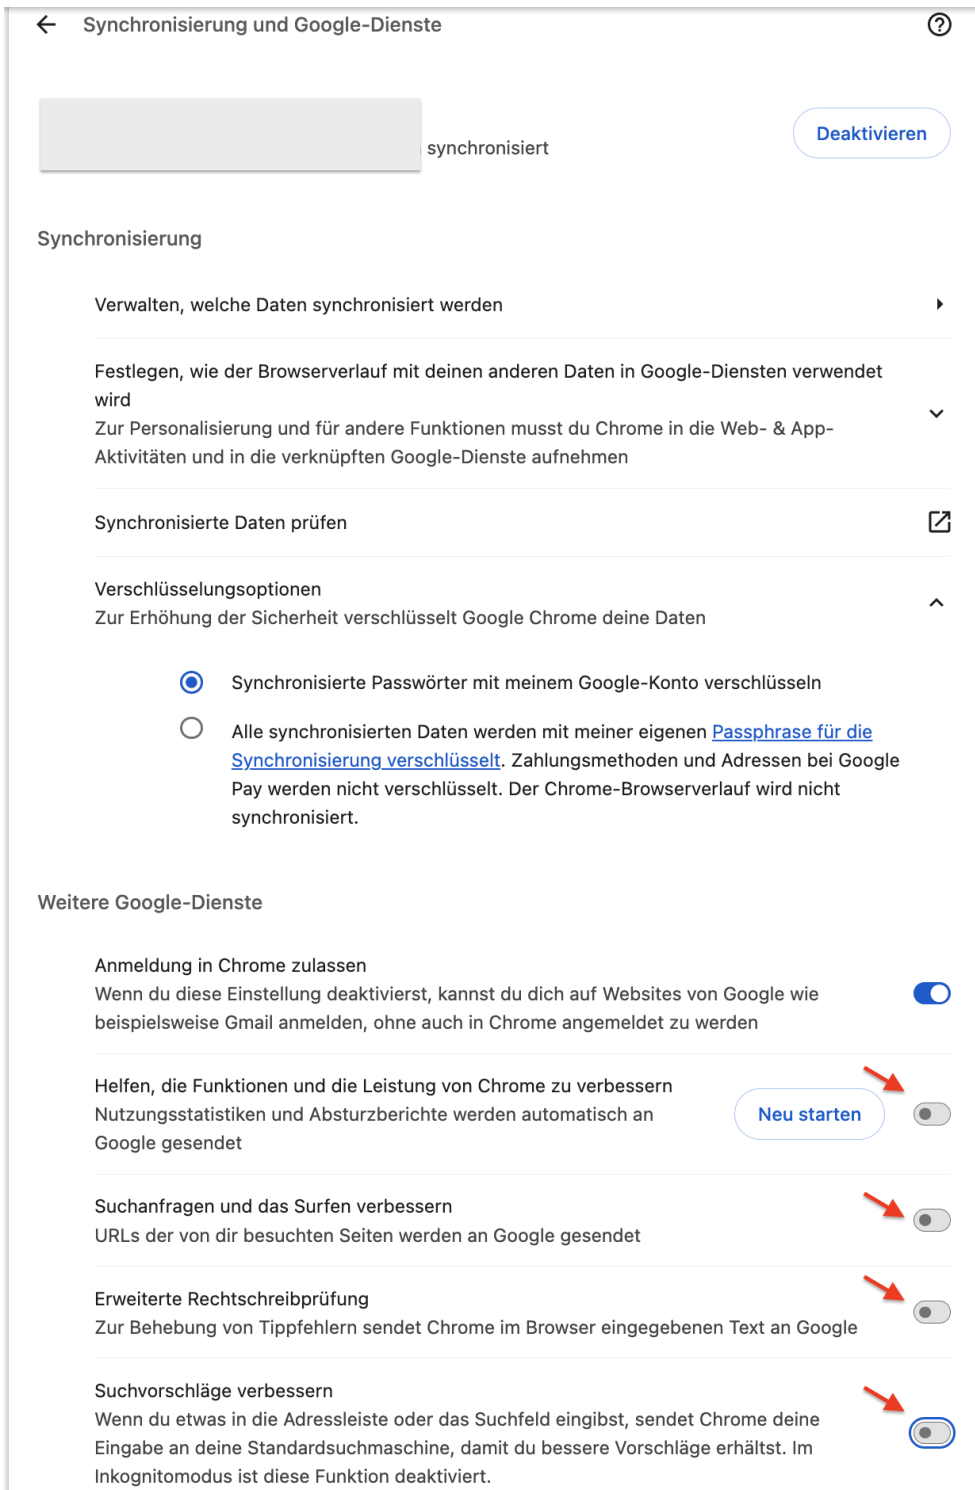 Synchronisierung und Google-Dienste
synchronisiert
Deaktivieren
Synchronisierung
Verwalten, welche Daten synchronisiert werden
Festlegen, wie der Browserverlauf mit deinen anderen Daten in Google-Diensten verwendet
wird
Zur Personalisierung und für andere Funktionen musst du Chrome in die Web- & App-
Aktivitäten und in die verknüpften Google-Dienste aufnehmen
Synchronisierte Daten prüfen
Verschlüsselungsoptionen
Zur Erhöhung der Sicherheit verschlüsselt Google Chrome deine Daten
Synchronisierte Passwörter mit meinem Google-Konto verschlüsseln
Alle synchronisierten Daten werden mit meiner eigenen Passphrase für die
Synchronisierung verschlüsselt. Zahlungsmethoden und Adressen bei Google
Pay werden nicht verschlüsselt. Der Chrome-Browserverlauf wird nicht
synchronisiert.
Weitere Google-Dienste
Anmeldung in Chrome zulassen
Wenn du diese Einstellung deaktivierst, kannst du dich auf Websites von Google wie
beispielsweise Gmail anmelden, ohne auch in Chrome angemeldet zu werden
Helfen, die Funktionen und die Leistung von Chrome zu verbessern
Nutzungsstatistiken und Absturzberichte werden automatisch an
Google gesendet
Neu starten
Suchanfragen und das Surfen verbessern
URLs der von dir besuchten Seiten werden an Google gesendet
Erweiterte Rechtschreibprüfung
Zur Behebung von Tippfehlern sendet Chrome im Browser eingegebenen Text an Google
Suchvorschläge verbessern
Wenn du etwas in die Adressleiste oder das Suchfeld eingibst, sendet Chrome deine
Eingabe an deine Standardsuchmaschine, damit du bessere Vorschläge erhältst. Im
Inkognitomodus ist diese Funktion deaktiviert.